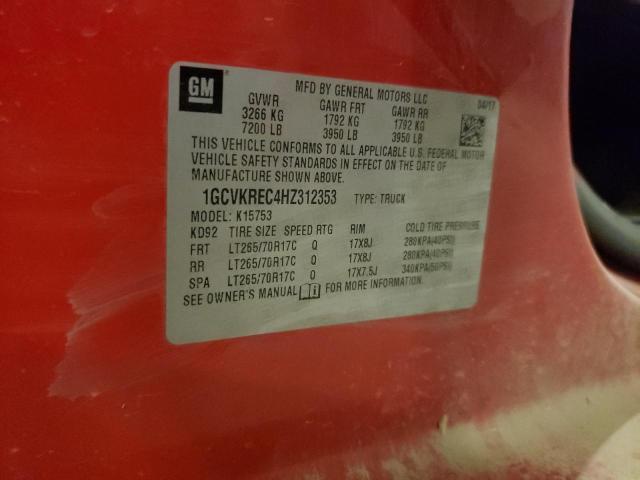 GM
MFD BY GENERAL MOTORS LLC
04/17
GVWR GAWR FRT GAWR RR
3266 KG 1792 KG 1792 KG
7200 LB 3950 LB 3950 LB
THIS VEHICLE CONFORMS TO ALL APPLICABLE U.S. FEDERAL MOTOR
VEHICLE SAFETY STANDARDS IN EFFECT ON THE DATE OF
MANUFACTURE SHOWN ABOVE.
1GCVKREC4HZ312353 TYPE: TRUCK
MODEL: K15753
KD92 TIRE SIZE SPEED RTG RIM COLD TIRE PRESSURE
FRT LT265/70R17C Q 17X8J 280KPA(40PSI)
RR LT265/70R17C Q 17X8J 280KPA(40PSI)
SPA LT265/70R17C Q 17X7.5J 340KPA(50PSI)
SEE OWNER'S MANUAL FOR MORE INFORMATION.